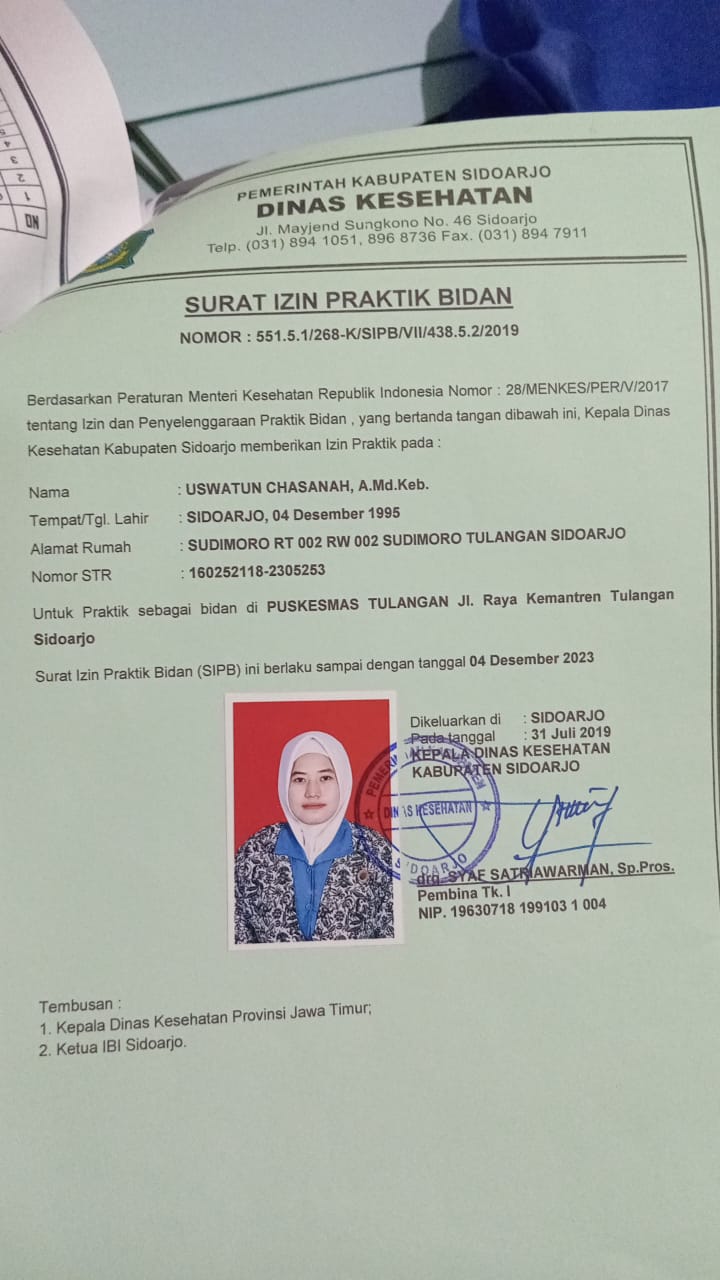 PEMERINTAH KABUPATEN SIDOARJO
DINAS KESEHATAN
Jl. Mayjend Sungkono No. 46 Sidoarjo
Telp. (031) 894 1051, 896 8736 Fax. (031) 894 7911
SURAT IZIN PRAKTIK BIDAN
NOMOR : 551.5.1/268-K/SIPB/VII/438.5.2/2019
Berdasarkan Peraturan Menteri Kesehatan Republik Indonesia Nomor : 28/MENKES/PER/V/2017
tentang Izin dan Penyelenggaraan Praktik Bidan , yang bertanda tangan dibawah ini, Kepala Dinas
Kesehatan Kabupaten Sidoarjo memberikan Izin Praktik pada :
Nama : USWATUN CHASANAH, A.Md.Keb.
Tempat/Tgl. Lahir : SIDOARJO, 04 Desember 1995
Alamat Rumah : SUDIMORO RT 002 RW 002 SUDIMORO TULANGAN SIDOARJO
Nomor STR : 160252118-2305253
Untuk Praktik sebagai bidan di PUSKESMAS TULANGAN Jl. Raya Kemantren Tulangan
Sidoarjo
Surat Izin Praktik Bidan (SIPB) ini berlaku sampai dengan tanggal 04 Desember 2023
Dikeluarkan di : SIDOARJO
Pada tanggal : 31 Juli 2019
KEPALA DINAS KESEHATAN
KABUPATEN SIDOARJO
DINAS KESEHATAN
SIDOARJO
drg. SYAF SATRIAWARMAN, Sp.Pros.
Pembina Tk. I
NIP. 19630718 199103 1 004
Tembusan :
1. Kepala Dinas Kesehatan Provinsi Jawa Timur;
2. Ketua IBI Sidoarjo.
NO
1
2
3
4
5